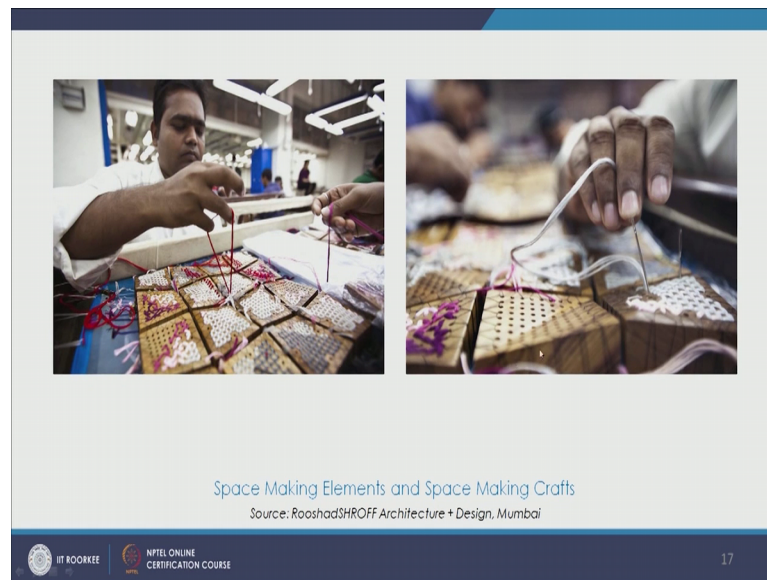 Space Making Elements and Space Making Crafts
Source: RooshadSHROFF Architecture + Design, Mumbai
IIT ROORKEE
NPTEL ONLINE
CERTIFICATION COURSE
17